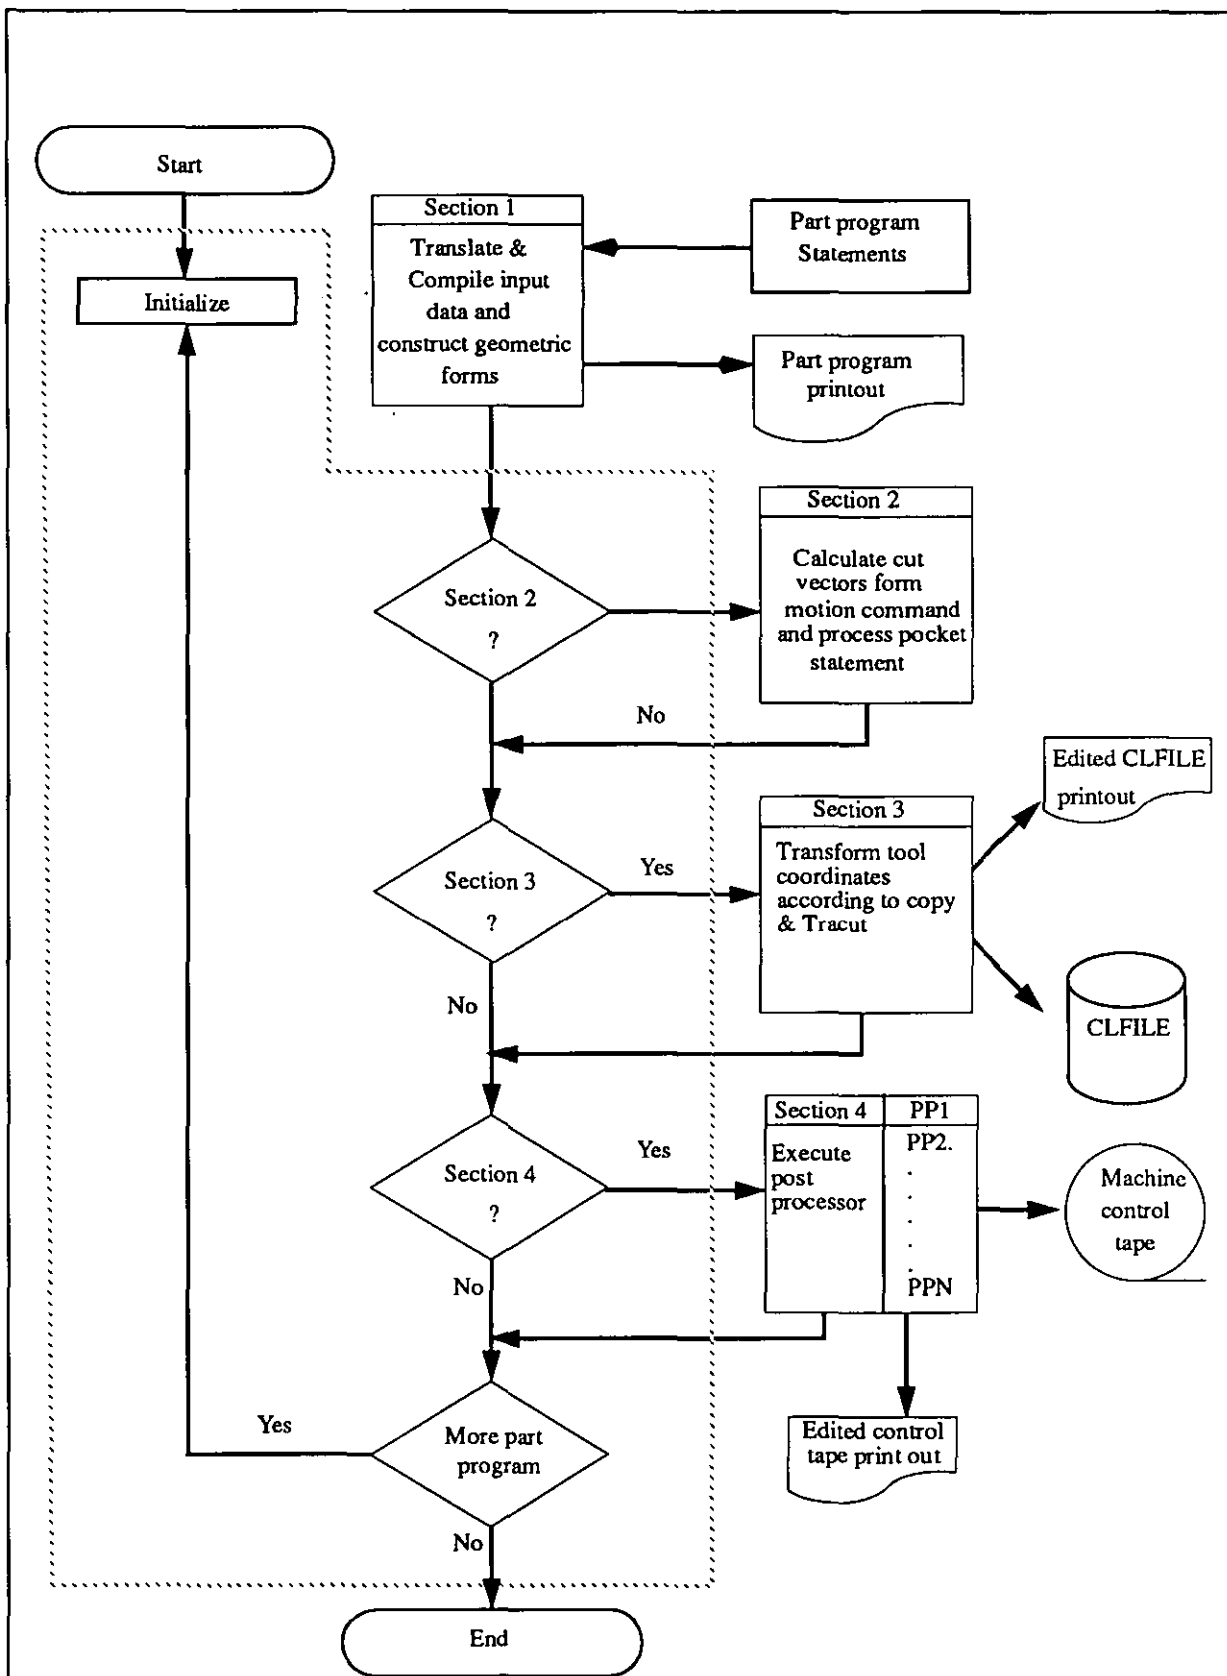 Start
Initialize
Section 1
Translate &
Compile input
data and
construct geometric
forms
Part program
Statements
Part program
printout
Section 2
?
Section 2
Calculate cut
vectors form
motion command
and process pocket
statement
No
Section 3
?
Yes
Section 3
Transform tool
coordinates
according to copy
& Tracut
Edited CLFILE
printout
CLFILE
No
Section 4
?
Yes
Section 4
Execute
post
processor
PP1
PP2.
.
.
.
.
.
PPN
Machine
control
tape
No
Edited control
tape print out
More part
program
Yes
No
End